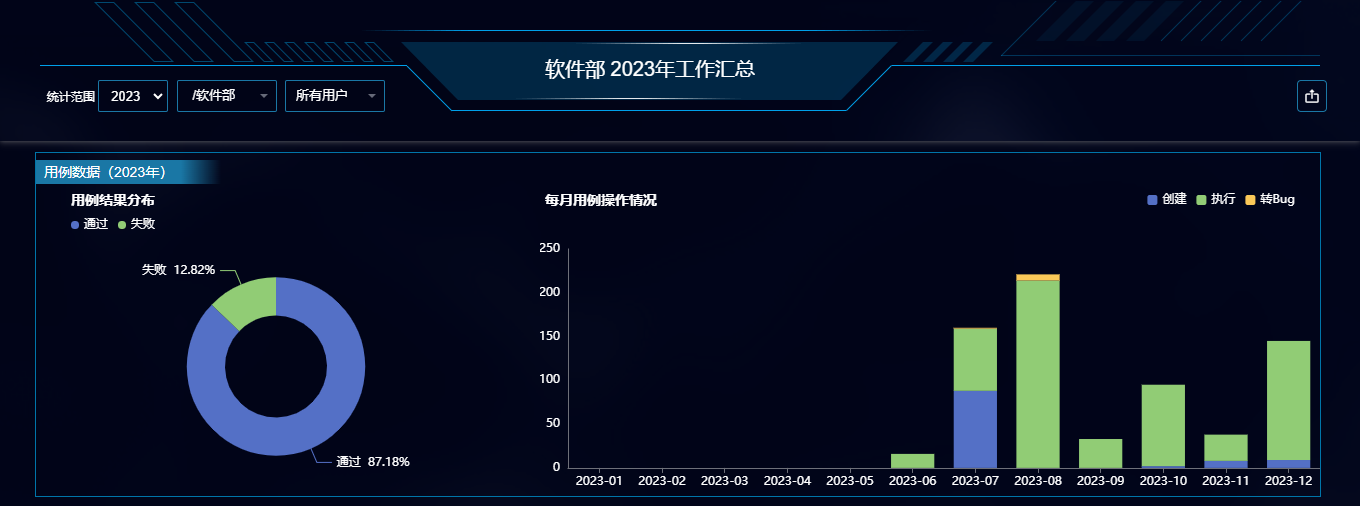 软件部 2023年工作汇总
统计范围 2023 /软件部 所有用户
用例数据（2023年）
用例结果分布
通过 失败
失败 12.82%
通过 87.18%
每月用例操作情况
创建 执行 转Bug
250
200
150
100
50
0
2023-01 2023-02 2023-03 2023-04 2023-05 2023-06 2023-07 2023-08 2023-09 2023-10 2023-11 2023-12